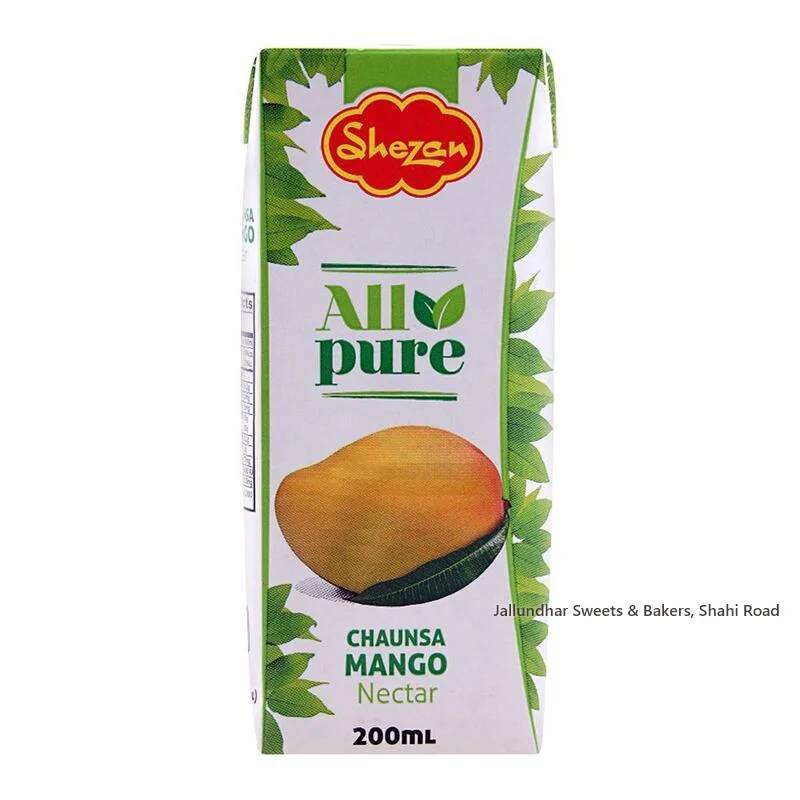 Shezan
All
pure
CHAUNSA
MANGO
Nectar
200mL
Jallundhar Sweets & Bakers, Shahi Road